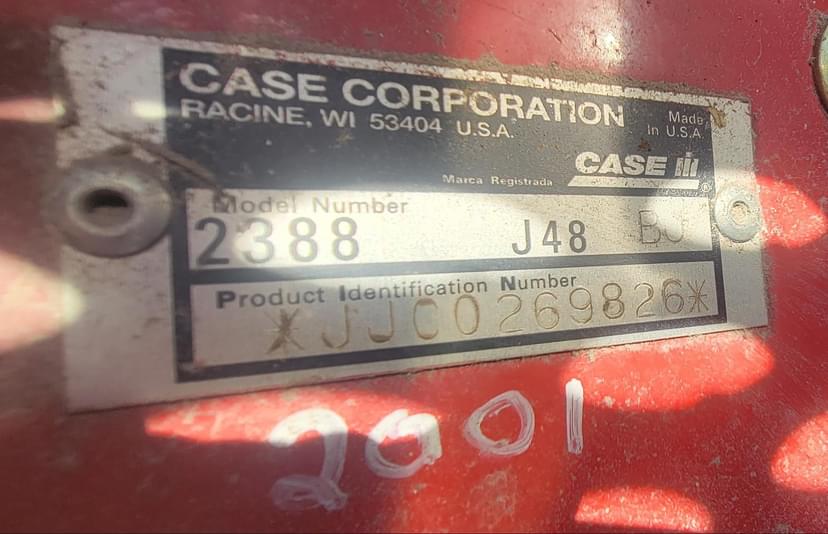 CASE CORPORATION
RACINE, WI 53404 U.S.A.
Made
In U.S.A.
CASE III
Marca Registrada
®
Model Number
2388 J48 BJ
Product Identification Number
*JJC0269826*
2001